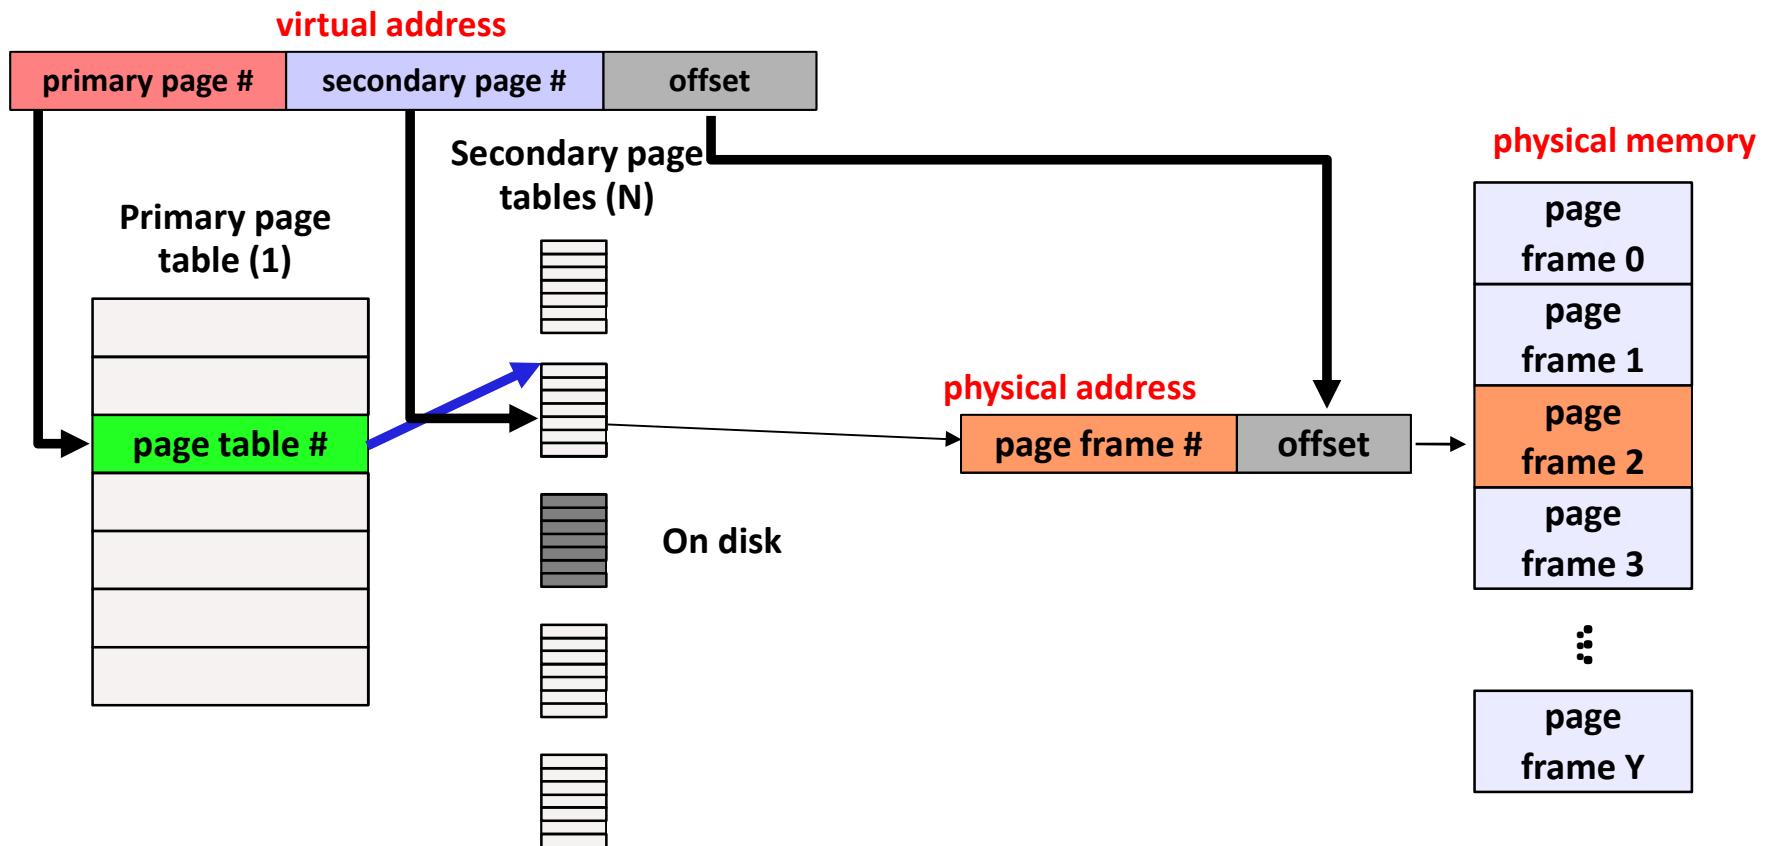 virtual address
primary page #
secondary page #
offset
Secondary page
tables (N)
Primary page
table (1)
page table #
On disk
physical address
page frame #
offset
physical memory
page
frame 0
page
frame 1
page
frame 2
page
frame 3
page
frame Y